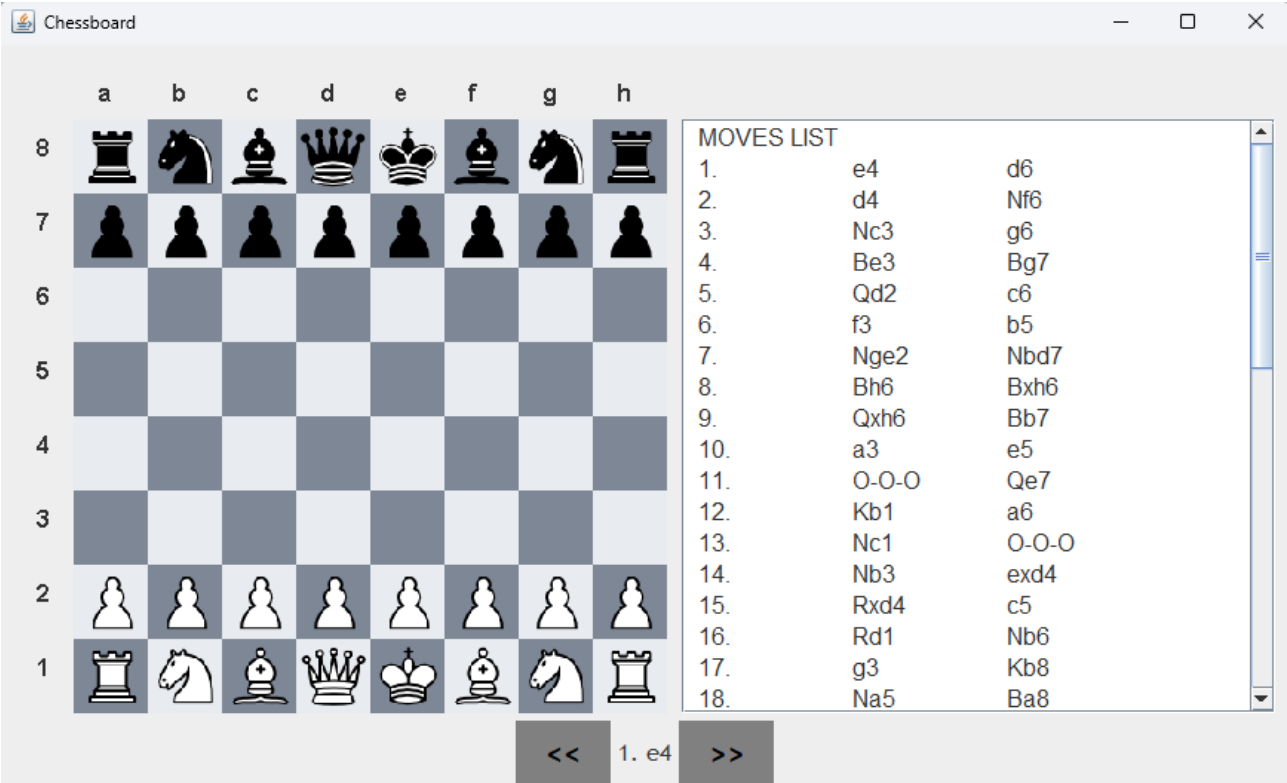 Chessboard
a b c d e f g h
8
7
6
5
4
3
2
1
MOVES LIST
1. e4 d6
2. d4 Nf6
3. Nc3 g6
4. Be3 Bg7
5. Qd2 c6
6. f3 b5
7. Nge2 Nbd7
8. Bh6 Bxh6
9. Qxh6 Bb7
10. a3 e5
11. O-O-O Qe7
12. Kb1 a6
13. Nc1 O-O-O
14. Nb3 exd4
15. Rxd4 c5
16. Rd1 Nb6
17. g3 Kb8
18. Na5 Ba8
<< 1. e4 >>